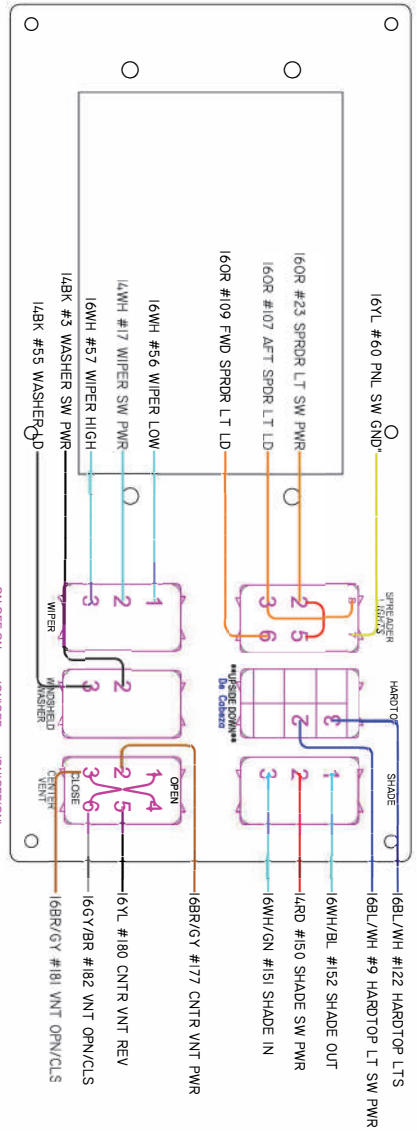 16YL #60 PNL SW GND"
16OR #23 SPRDR LT SW PWR
16OR #107 AFT SPDR LT LD
16OR #109 FWD SPRDR LT LD
16WH #56 WIPER LOW
14WH #17 WIPER SW PWR
16WH #57 WIPER HIGH
14BK #3 WASHER SW PWR
14BK #55 WASHER LD
SPREADER
LIGHTS
8
2 5
3 6
HARDTOP
3
2
**UPSIDE DOWN**
De Cabeza
SHADE
1
2
3
WIPER
1
2
3
WINDSHIELD
WASHER
2
3
OPEN
1 4
2 5
3 6
CLOSE
CENTER
VENT
16BL/WH #122 HARDTOP LTS
16BL/WH #9 HARDTOP LT SW PWR
16WH/BL #152 SHADE OUT
14RD #150 SHADE SW PWR
16WH/GN #151 SHADE IN
16BR/GY #177 CNTR VNT PWR
16YL #180 CNTR VNT REV
16GY/BR #182 VNT OPN/CLS
16BR/GY #181 VNT OPN/CLS